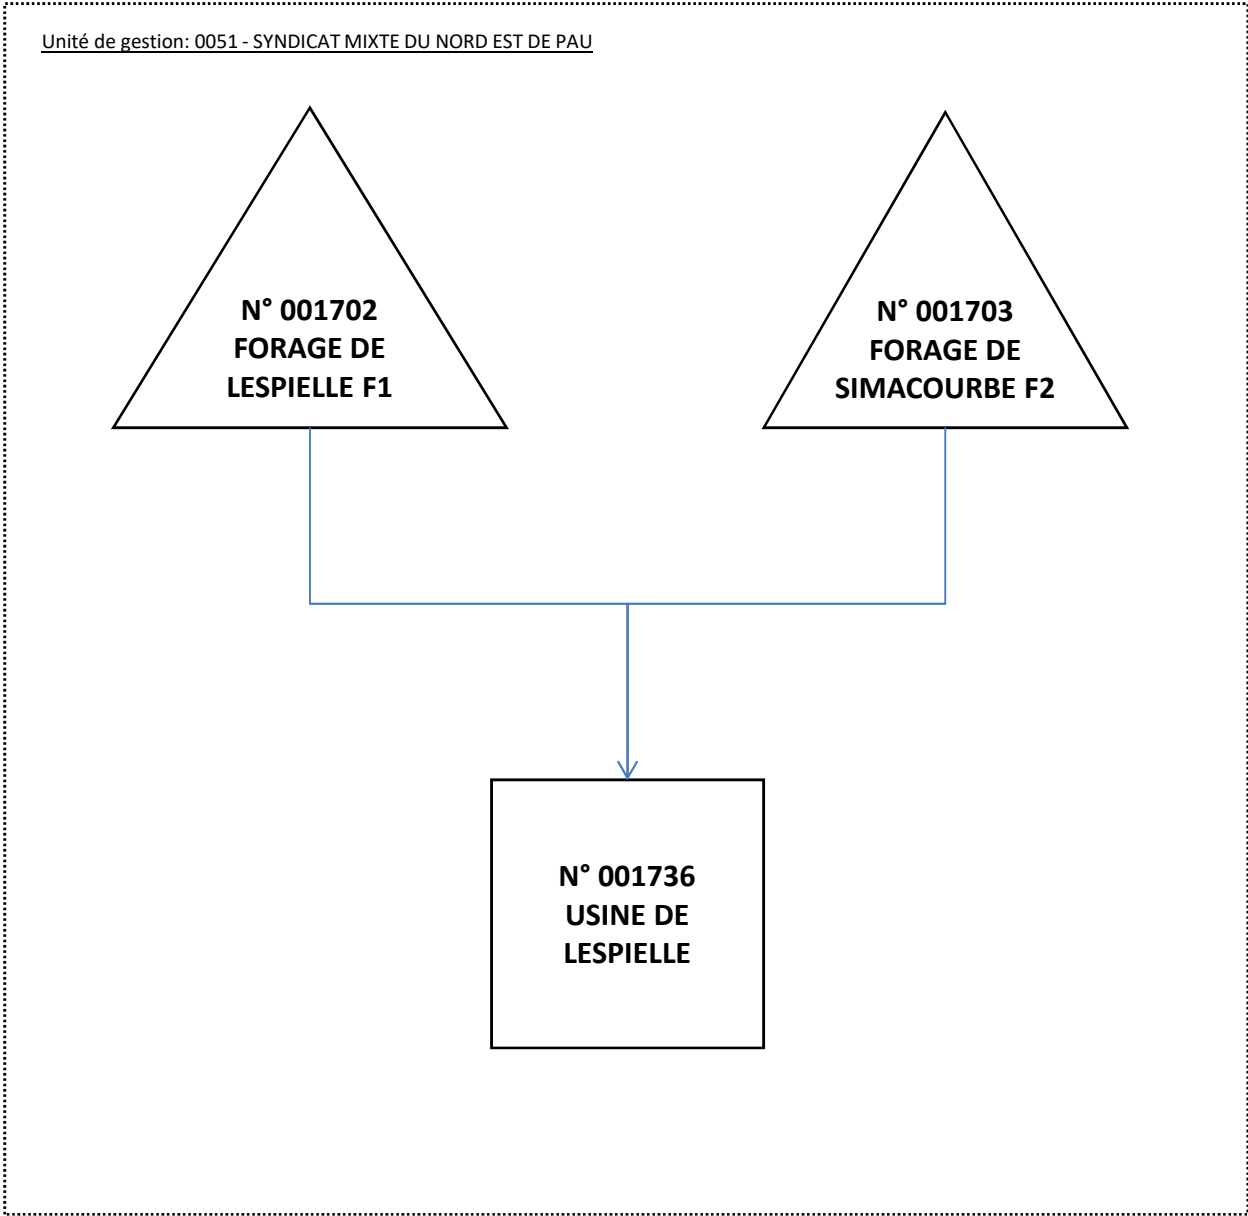 Unité de gestion: 0051 - SYNDICAT MIXTE DU NORD EST DE PAU
N° 001702
FORAGE DE
LESPIELLE F1
N° 001703
FORAGE DE
SIMACOURBE F2
N° 001736
USINE DE
LESPIELLE